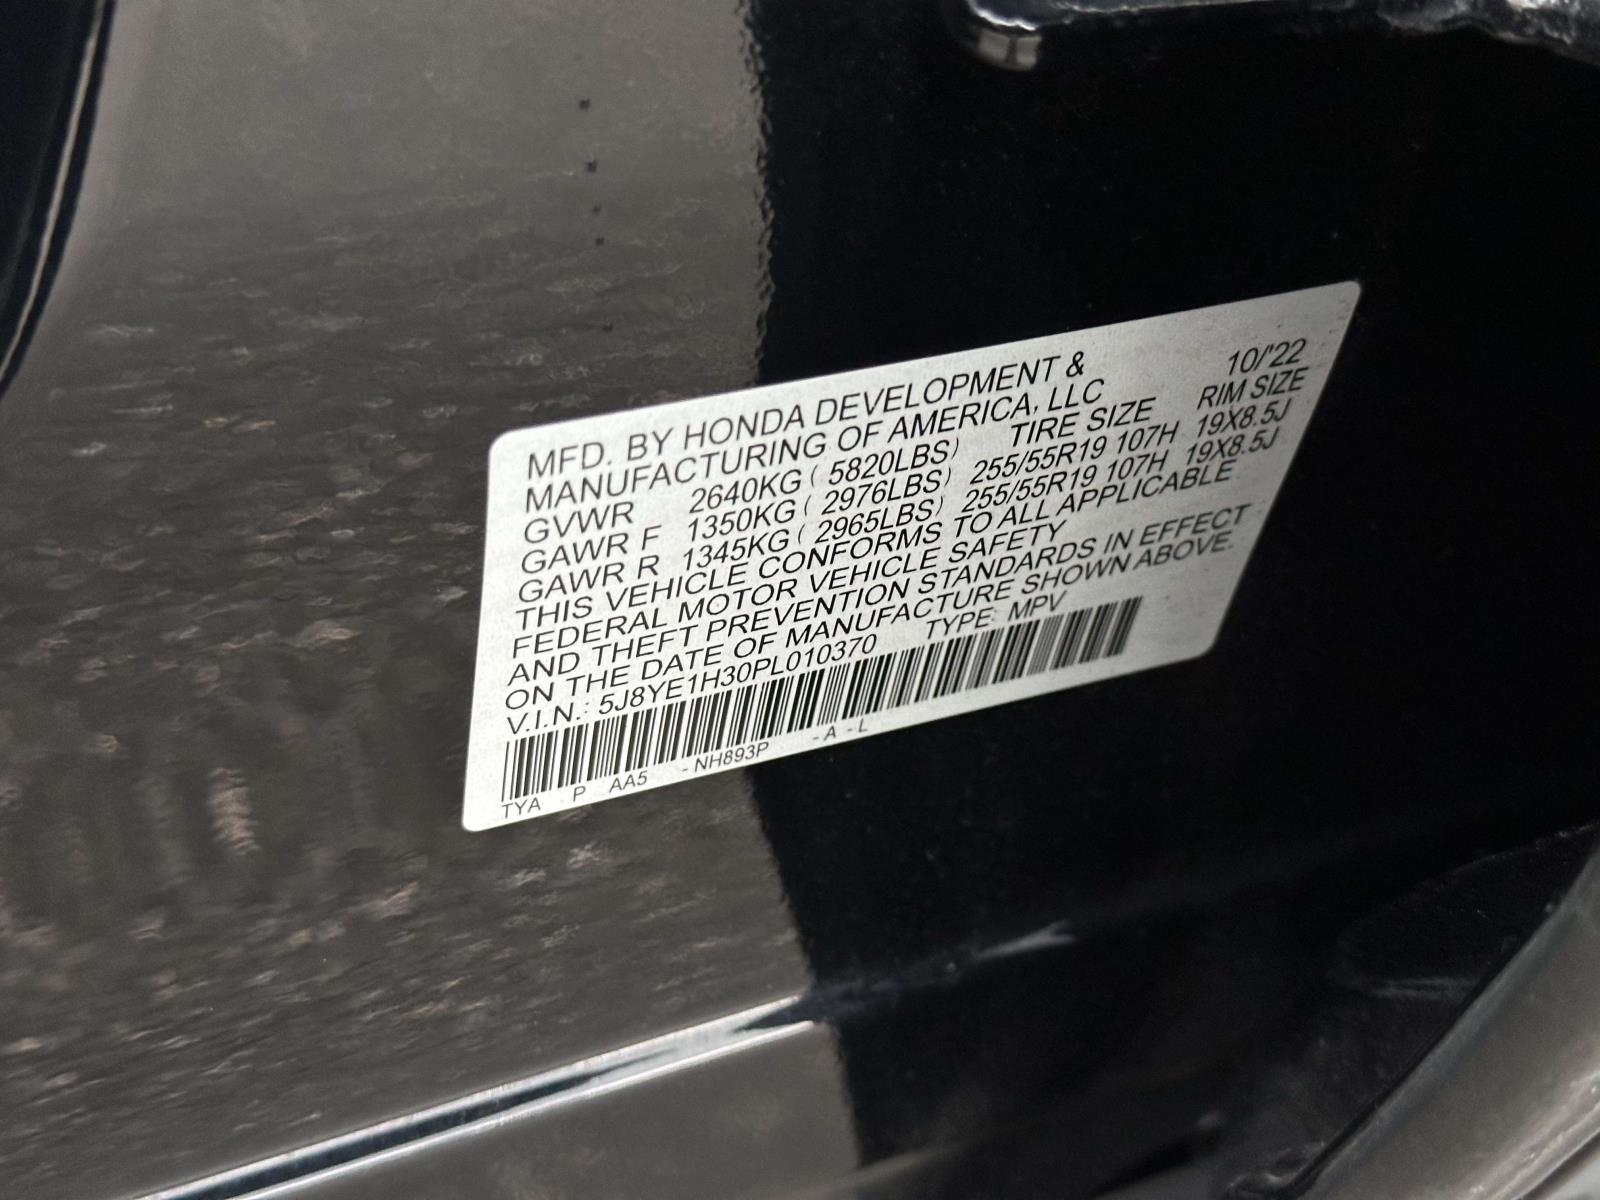 MFD. BY HONDA DEVELOPMENT & 10/'22
MANUFACTURING OF AMERICA, LLC
TIRE SIZE RIM SIZE
GVWR 2640KG ( 5820LBS)
GAWR F 1350KG ( 2976LBS) 255/55R19 107H 19X8.5J
GAWR R 1345KG ( 2965LBS) 255/55R19 107H 19X8.5J
THIS VEHICLE CONFORMS TO ALL APPLICABLE
FEDERAL MOTOR VEHICLE SAFETY
AND THEFT PREVENTION STANDARDS IN EFFECT
ON THE DATE OF MANUFACTURE SHOWN ABOVE.
V.I.N.: 5J8YE1H30PL010370 TYPE: MPV
TYA P AA5 -NH893P -A -L